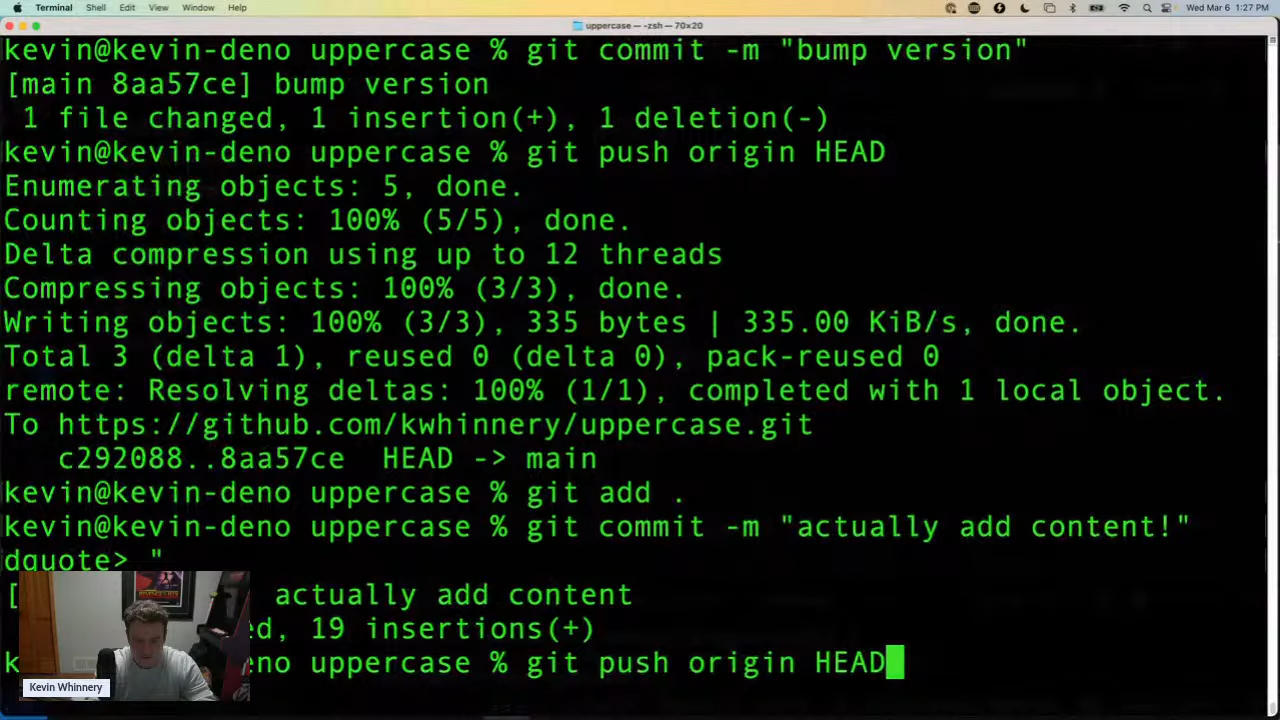 Terminal Shell Edit View Window Help Wed Mar 6 1:27 PM
uppercase — -zsh — 70×20
kevin@kevin-deno uppercase % git commit -m "bump version"
[main 8aa57ce] bump version
 1 file changed, 1 insertion(+), 1 deletion(-)
kevin@kevin-deno uppercase % git push origin HEAD
Enumerating objects: 5, done.
Counting objects: 100% (5/5), done.
Delta compression using up to 12 threads
Compressing objects: 100% (3/3), done.
Writing objects: 100% (3/3), 335 bytes | 335.00 KiB/s, done.
Total 3 (delta 1), reused 0 (delta 0), pack-reused 0
remote: Resolving deltas: 100% (1/1), completed with 1 local object.
To https://github.com/kwhinnery/uppercase.git
   c292088..8aa57ce  HEAD -> main
kevin@kevin-deno uppercase % git add .
kevin@kevin-deno uppercase % git commit -m "actually add content!"
dquote> "
[ actually add content
ed, 19 insertions(+)
k eno uppercase % git push origin HEAD
Kevin Whinnery